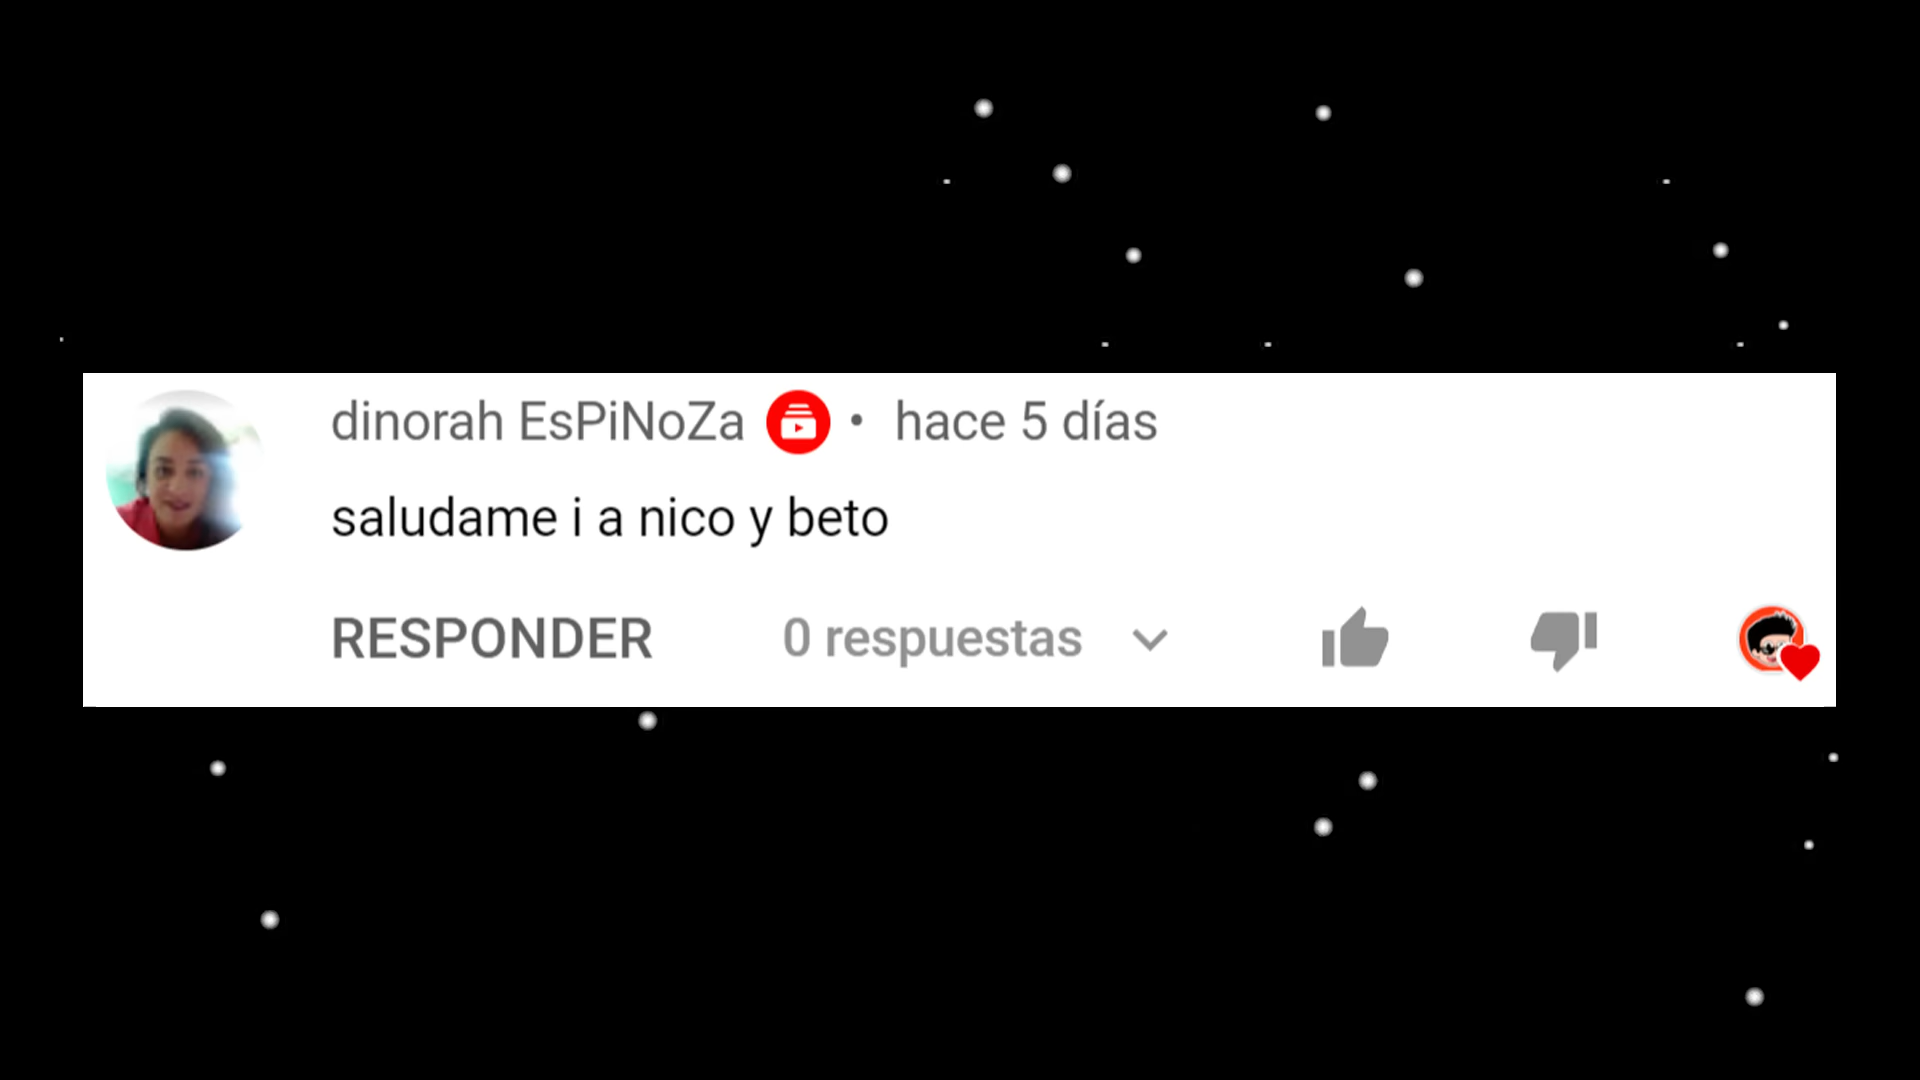 dinorah EsPiNoZa • hace 5 días
saludame i a nico y beto
RESPONDER 0 respuestas